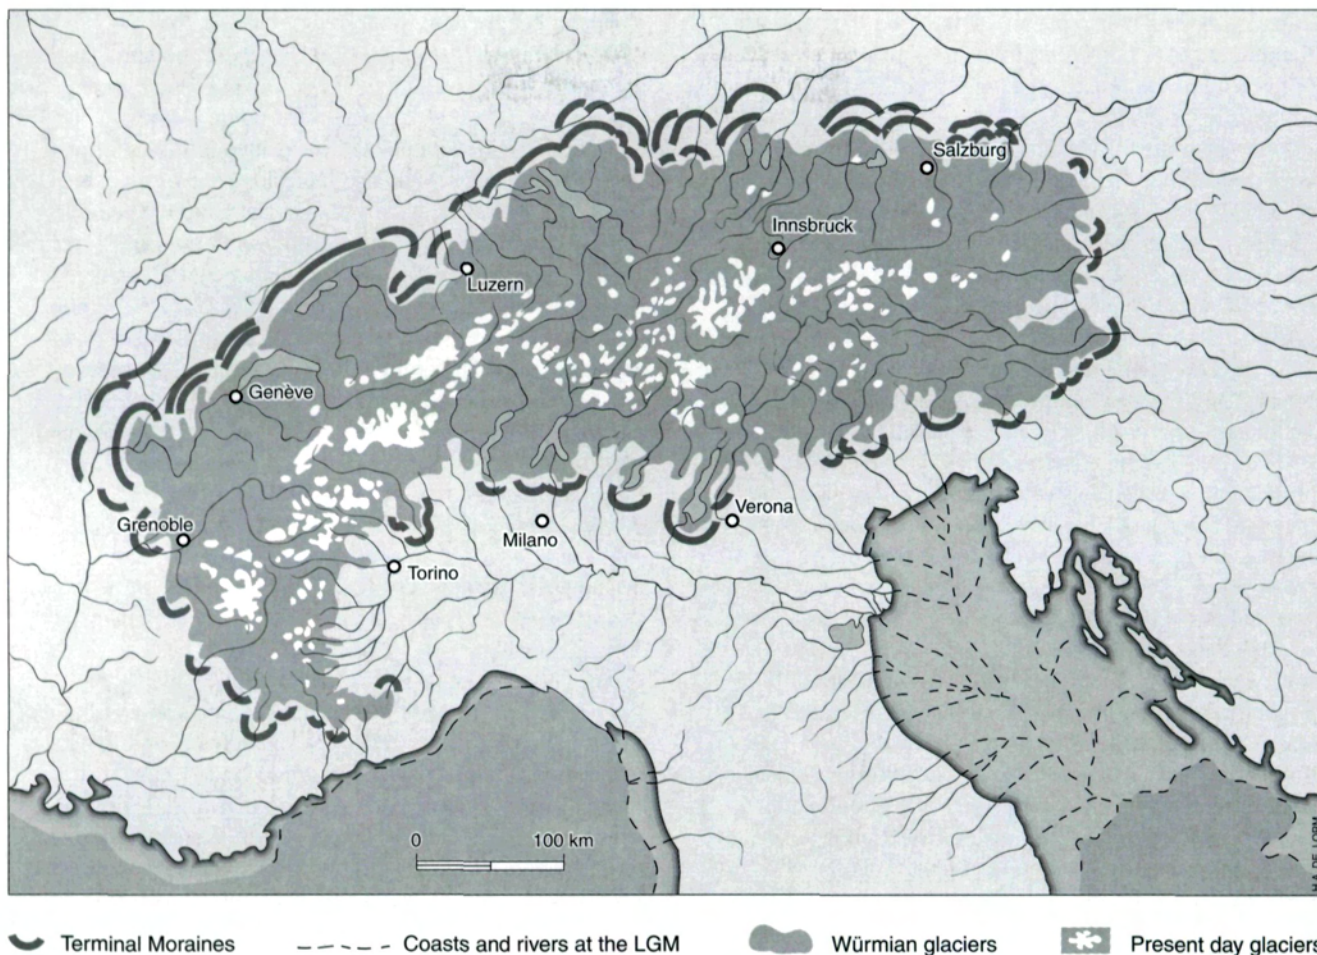 Salzburg
Innsbruck
Luzern
Genève
Grenoble
Verona
Milano
Torino
0 100 km
Terminal Moraines
Coasts and rivers at the LGM
Würmian glaciers
Present day glaciers